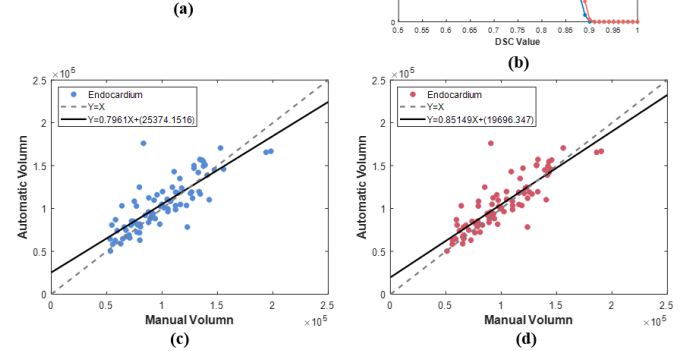 (a)
0
0.5 0.55 0.6 0.65 0.7 0.75 0.8 0.85 0.9 0.95 1
DSC Value
(b)
×10⁵
2.5
2
1.5
1
0.5
0
Automatic Volumn
Endocardium
Y=X
Y=0.7961X+(25374.1516)
0 0.5 1 1.5 2 2.5
Manual Volumn
×10⁵
(c)
×10⁵
2.5
2
1.5
1
0.5
0
Automatic Volumn
Endocardium
Y=X
Y=0.85149X+(19696.347)
0 0.5 1 1.5 2 2.5
Manual Volumn
×10⁵
(d)